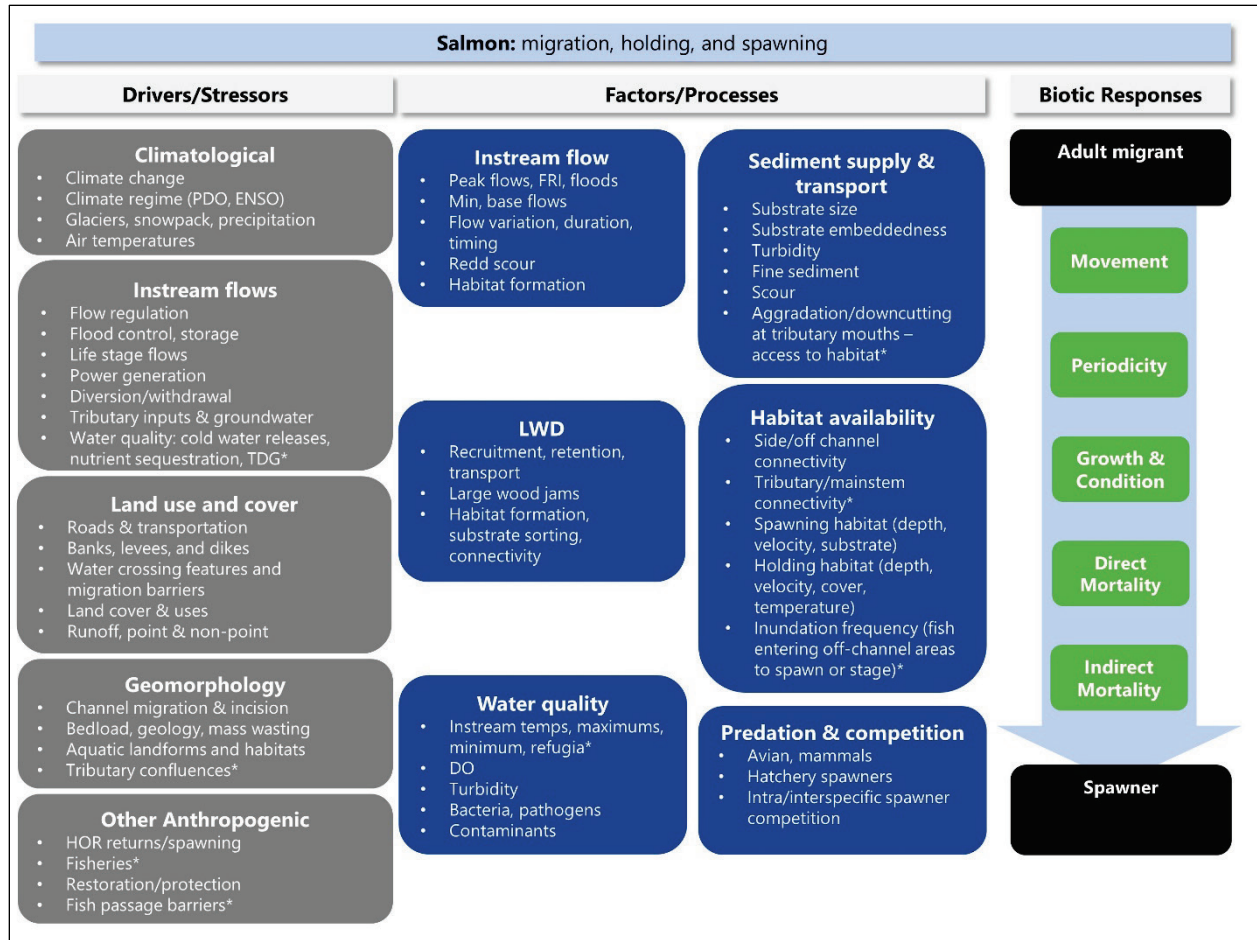 Salmon: migration, holding, and spawning
Drivers/Stressors
Factors/Processes
Biotic Responses
Climatological
• Climate change
• Climate regime (PDO, ENSO)
• Glaciers, snowpack, precipitation
• Air temperatures
Instream flows
• Flow regulation
• Flood control, storage
• Life stage flows
• Power generation
• Diversion/withdrawal
• Tributary inputs & groundwater
• Water quality: cold water releases,
nutrient sequestration, TDG*
Land use and cover
• Roads & transportation
• Banks, levees, and dikes
• Water crossing features and
migration barriers
• Land cover & uses
• Runoff, point & non-point
Geomorphology
• Channel migration & incision
• Bedload, geology, mass wasting
• Aquatic landforms and habitats
• Tributary confluences*
Other Anthropogenic
• HOR returns/spawning
• Fisheries*
• Restoration/protection
• Fish passage barriers*
Instream flow
• Peak flows, FRI, floods
• Min, base flows
• Flow variation, duration,
timing
• Redd scour
• Habitat formation
LWD
• Recruitment, retention,
transport
• Large wood jams
• Habitat formation,
substrate sorting,
connectivity
Water quality
• Instream temps, maximums,
minimum, refugia*
• DO
• Turbidity
• Bacteria, pathogens
• Contaminants
Sediment supply &
transport
• Substrate size
• Substrate embeddedness
• Turbidity
• Fine sediment
• Scour
• Aggradation/downcutting
at tributary mouths –
access to habitat*
Habitat availability
• Side/off channel
connectivity
• Tributary/mainstem
connectivity*
• Spawning habitat (depth,
velocity, substrate)
• Holding habitat (depth,
velocity, cover,
temperature)
• Inundation frequency (fish
entering off-channel areas
to spawn or stage)*
Predation & competition
• Avian, mammals
• Hatchery spawners
• Intra/interspecific spawner
competition
Adult migrant
Movement
Periodicity
Growth &
Condition
Direct
Mortality
Indirect
Mortality
Spawner